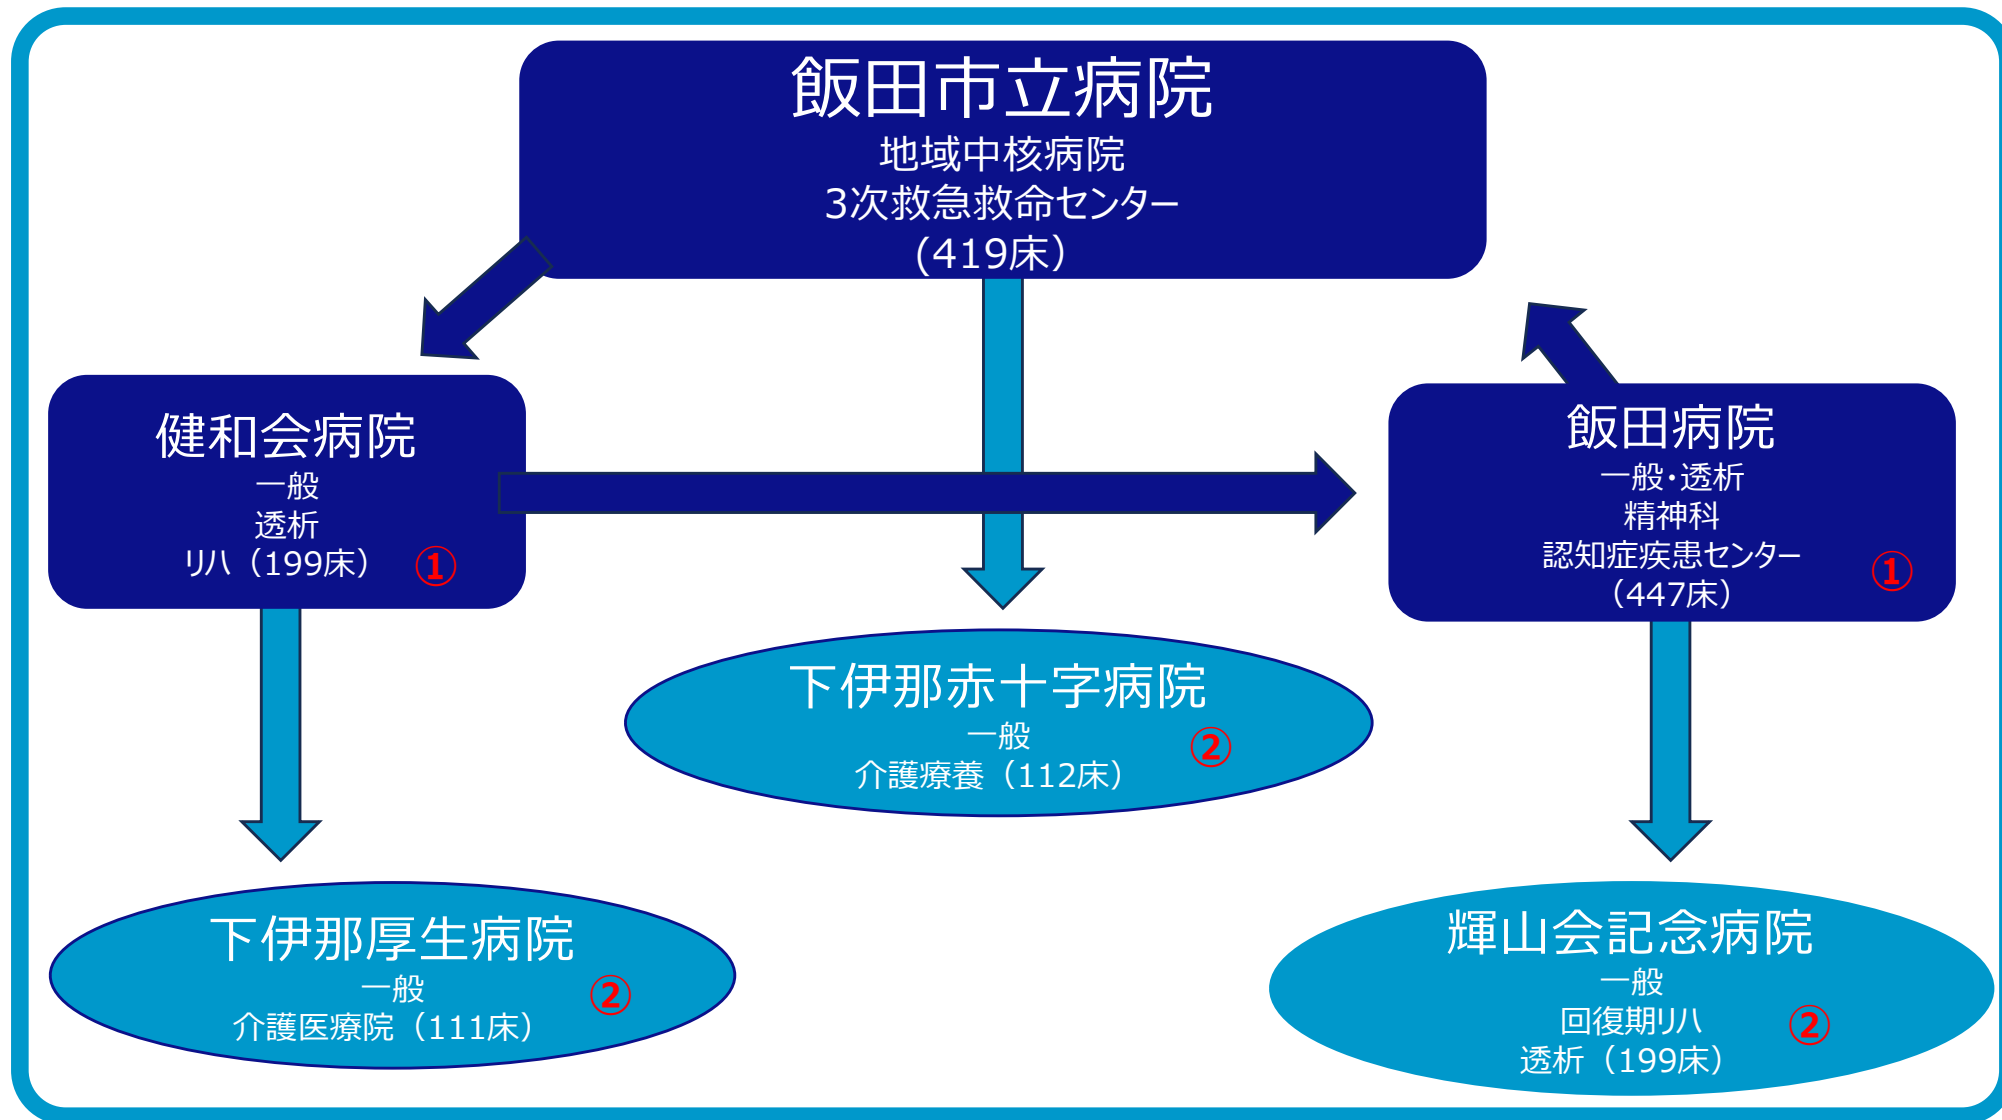 飯田市立病院
地域中核病院
3次救急救命センター
(419床）
健和会病院
一般
透析
リハ（199床）
①
飯田病院
一般・透析
精神科
認知症疾患センター
（447床）
①
下伊那赤十字病院
一般
介護療養（112床）
②
下伊那厚生病院
一般
介護医療院（111床）
②
輝山会記念病院
一般
回復期リハ
透析（199床）
②